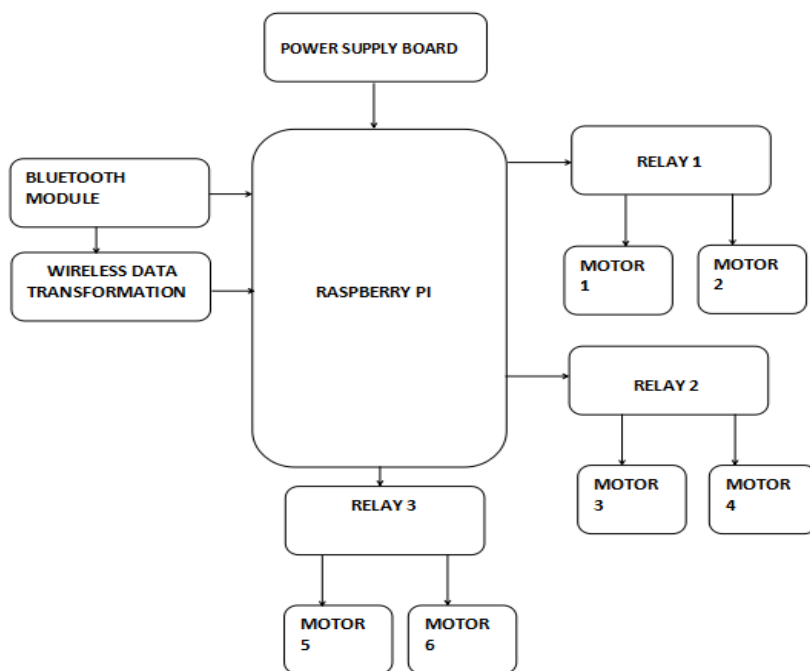 POWER SUPPLY BOARD
BLUETOOTH
MODULE
WIRELESS DATA
TRANSFORMATION
RASPBERRY PI
RELAY 1
MOTOR
1
MOTOR
2
RELAY 2
MOTOR
3
MOTOR
4
RELAY 3
MOTOR
5
MOTOR
6